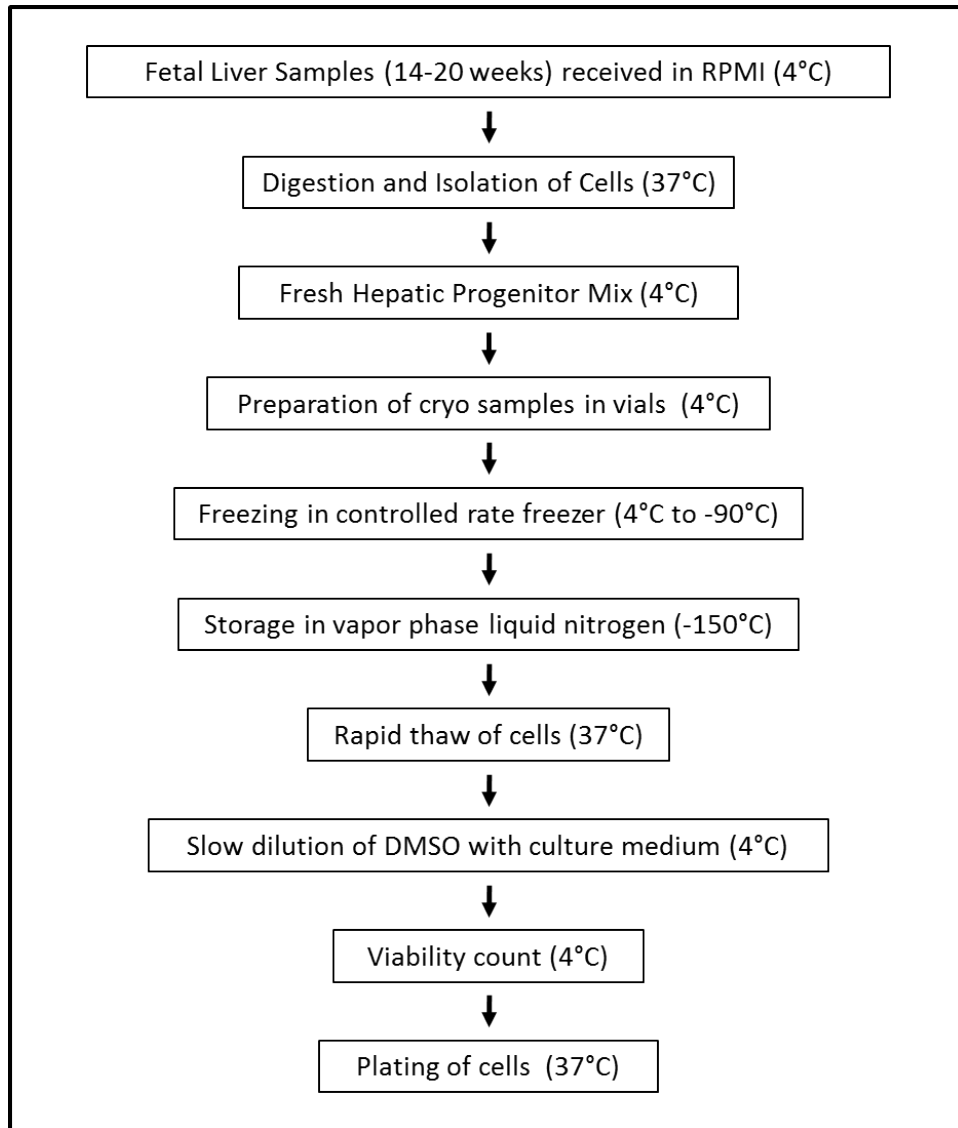 Fetal Liver Samples (14-20 weeks) received in RPMI (4°C)
Digestion and Isolation of Cells (37°C)
Fresh Hepatic Progenitor Mix (4°C)
Preparation of cryo samples in vials (4°C)
Freezing in controlled rate freezer (4°C to -90°C)
Storage in vapor phase liquid nitrogen (-150°C)
Rapid thaw of cells (37°C)
Slow dilution of DMSO with culture medium (4°C)
Viability count (4°C)
Plating of cells (37°C)